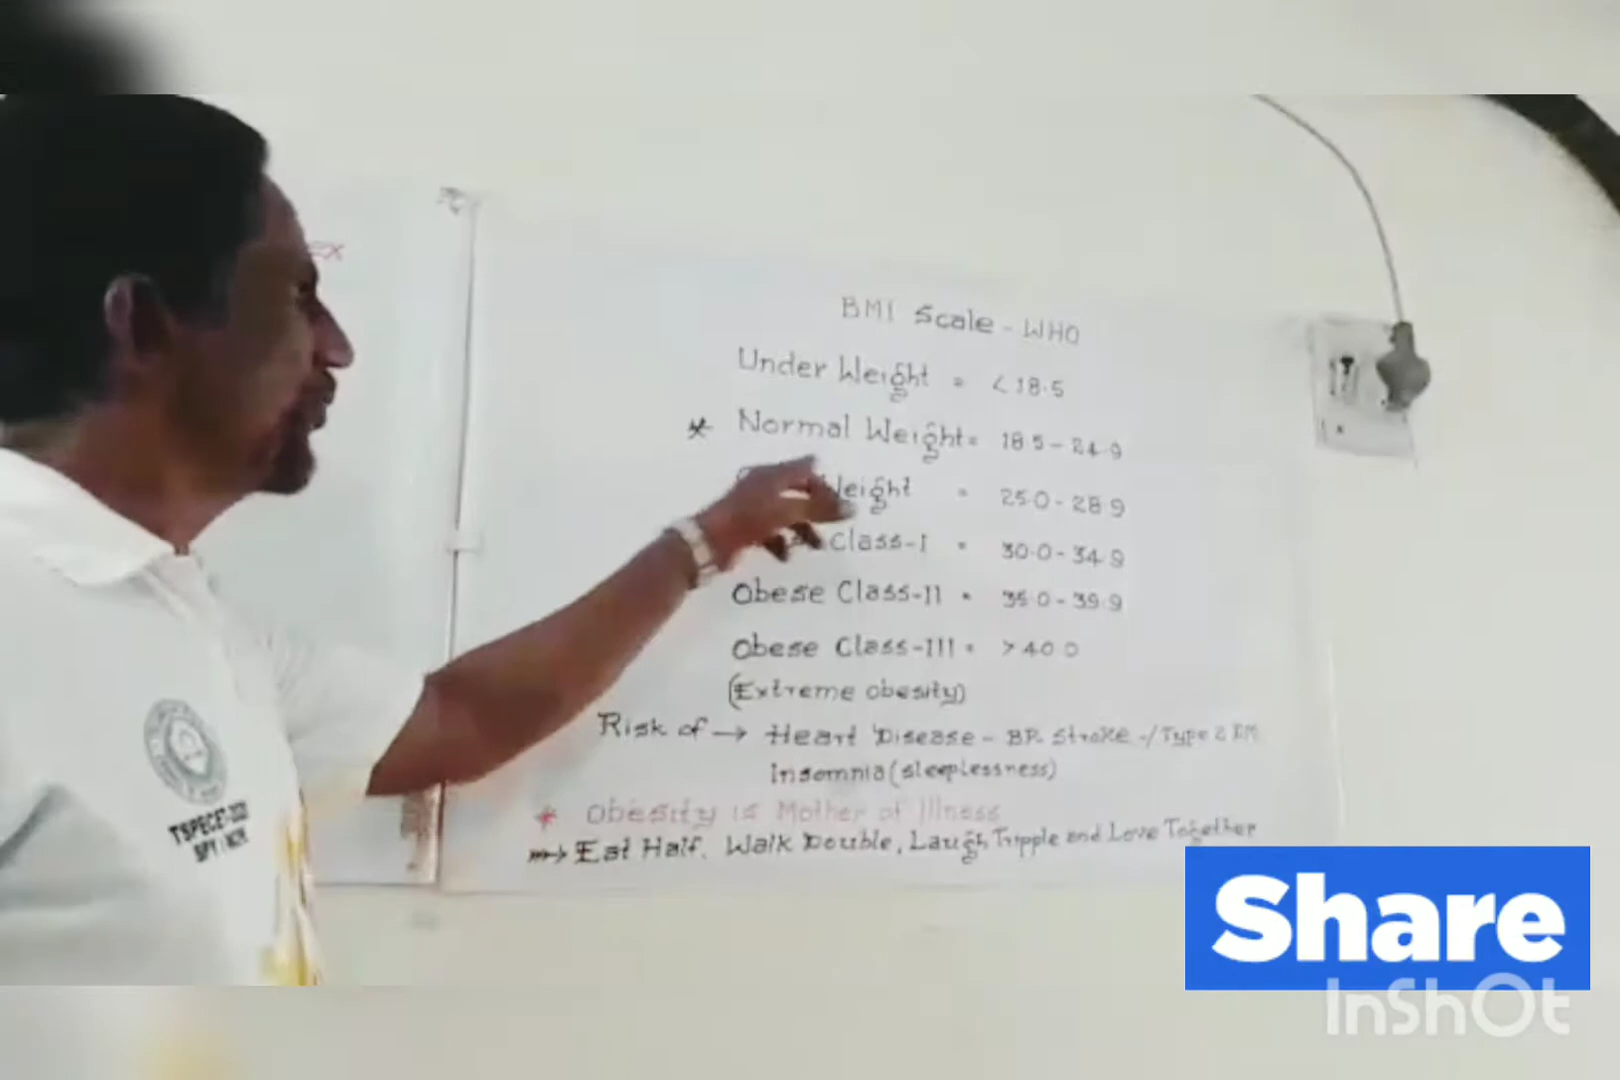 EX
BMI Scale - WHO
Under Weight = < 18.5
* Normal Weight = 18.5 - 24.9
Weight = 25.0 - 28.9
Class-I = 30.0 - 34.9
Obese Class-II = 35.0 - 39.9
Obese Class-III = > 40.0
(Extreme obesity)
Risk of → Heart Disease - BP. Stroke -/Type 2 DM
Insomnia (sleeplessness)
* Obesity is Mother of Illness
→ Eat Half, Walk Double, Laugh Tripple and Love Together
TSPECET-
Share
InShOt